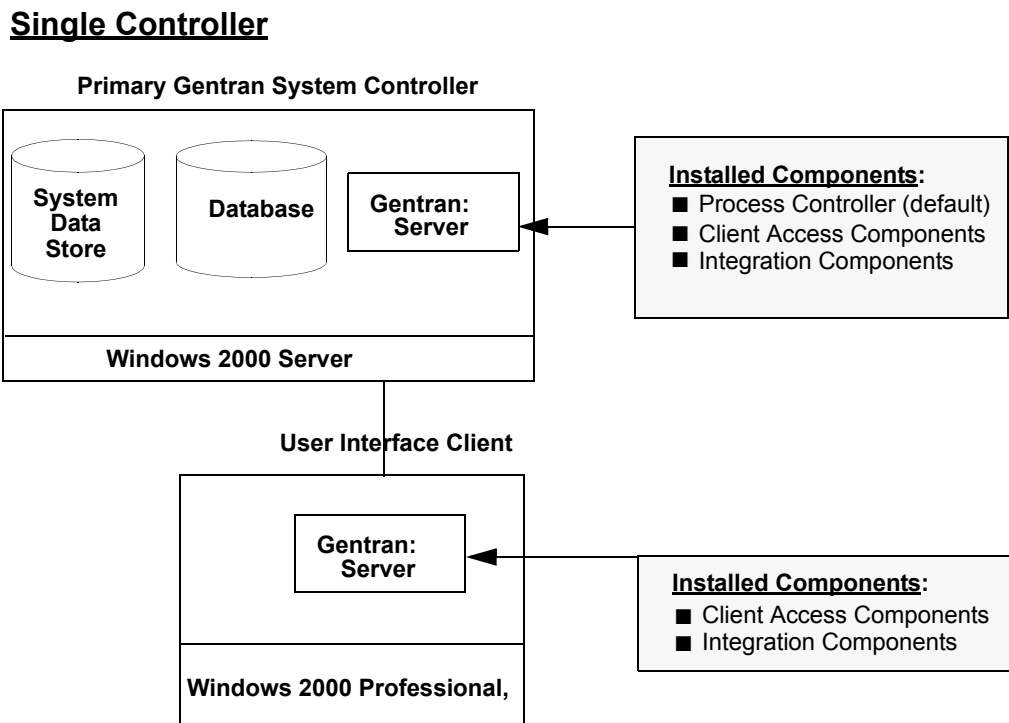 Single Controller
Primary Gentran System Controller
System
Data
Store
Database
Gentran:
Server
Installed Components:
■ Process Controller (default)
■ Client Access Components
■ Integration Components
Windows 2000 Server
User Interface Client
Gentran:
Server
Installed Components:
■ Client Access Components
■ Integration Components
Windows 2000 Professional,